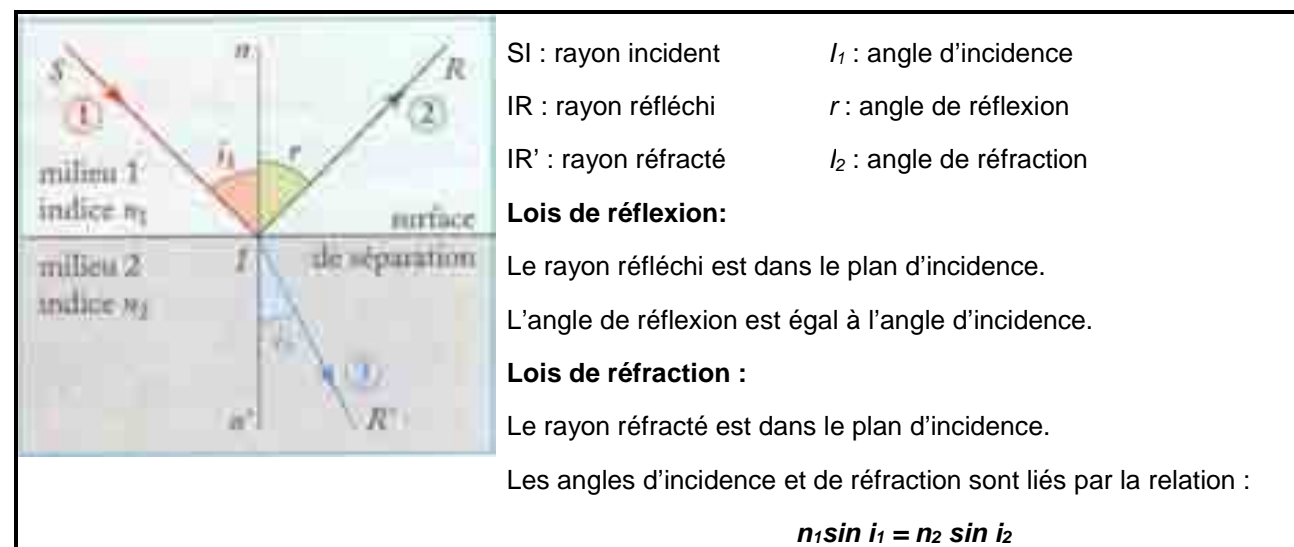 S
n
R
①
②
i₁
r
milieu 1
indice n₁
surface
milieu 2
I
de séparation
indice n₂
i₂
③
n'
R'
SI : rayon incident I₁ : angle d'incidence
IR : rayon réfléchi r : angle de réflexion
IR' : rayon réfracté I₂ : angle de réfraction
Lois de réflexion:
Le rayon réfléchi est dans le plan d'incidence.
L'angle de réflexion est égal à l'angle d'incidence.
Lois de réfraction :
Le rayon réfracté est dans le plan d'incidence.
Les angles d'incidence et de réfraction sont liés par la relation :
n₁sin i₁ = n₂ sin i₂